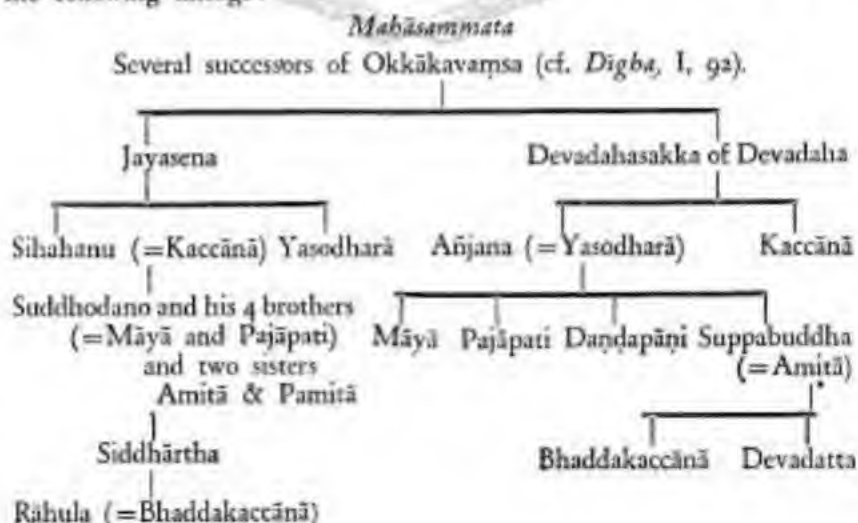 Mahāsammata
Several successors of Okkākavaṃsa (cf. Digha, I, 92).
Jayasena Devadahasakka of Devadaha
Sihahanu (=Kaccānā) Yasodharā Añjana (=Yasodharā) Kaccānā
Suddhodano and his 4 brothers
(=Māyā and Pajāpati) Māyā Pajāpati Daṇḍapāṇi Suppabuddha
and two sisters (=Amitā)
Amitā & Pamitā
Siddhārtha Bhaddakaccānā Devadatta
Rāhula (=Bhaddakaccānā)